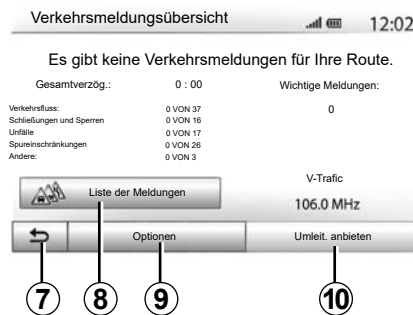 Verkehrsmeldungsübersicht 12:02
Es gibt keine Verkehrsmeldungen für Ihre Route.
Gesamtverzög.: 0 : 00 Wichtige Meldungen:
Verkehrsfluss: 0 VON 37 0
Schließungen und Sperren 0 VON 16
Unfälle 0 VON 17
Spureinschränkungen 0 VON 26
Andere: 0 VON 3
Liste der Meldungen V-Trafic
106.0 MHz
Optionen Umleit. anbieten
7 8 9 10